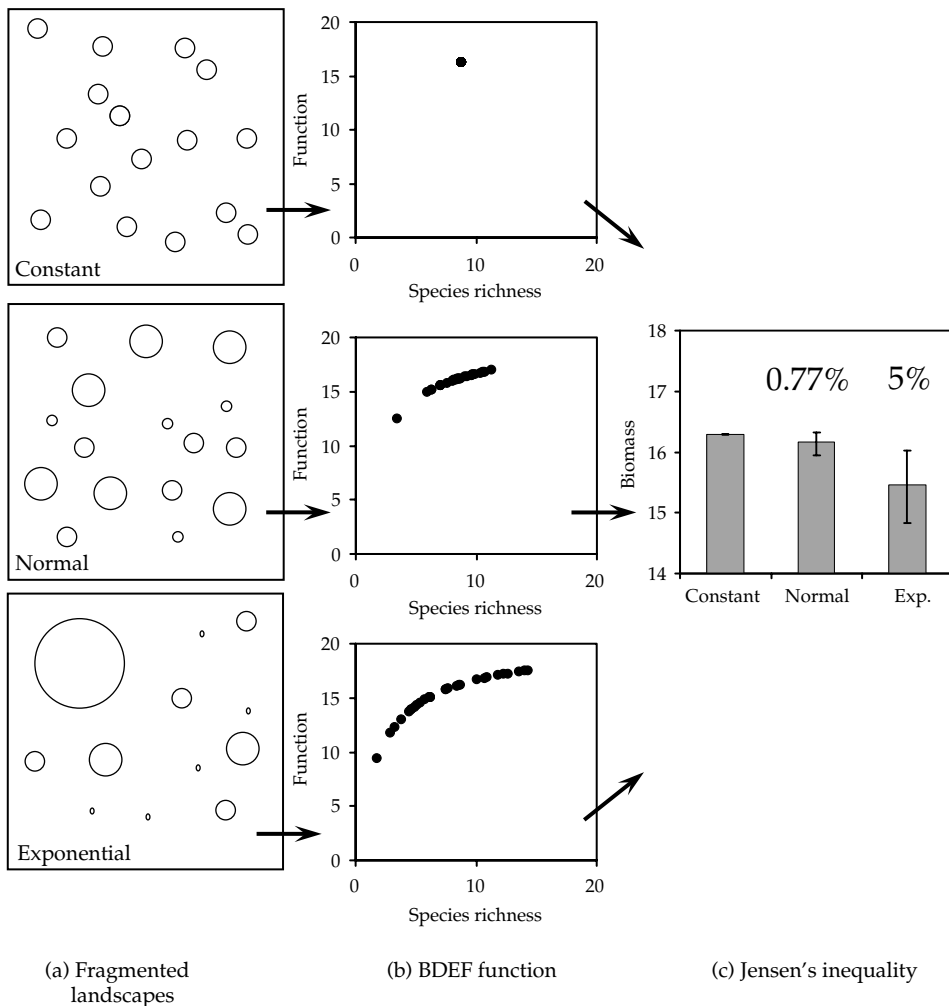 Constant
20
15
10
5
0
Function
0 10 20
Species richness
Normal
20
15
10
5
0
Function
0 10 20
Species richness
18
17
16
15
14
Biomass
0.77% 5%
Constant Normal Exp.
Exponential
20
15
10
5
0
Function
0 10 20
Species richness
(a) Fragmented
landscapes
(b) BDEF function
(c) Jensen's inequality